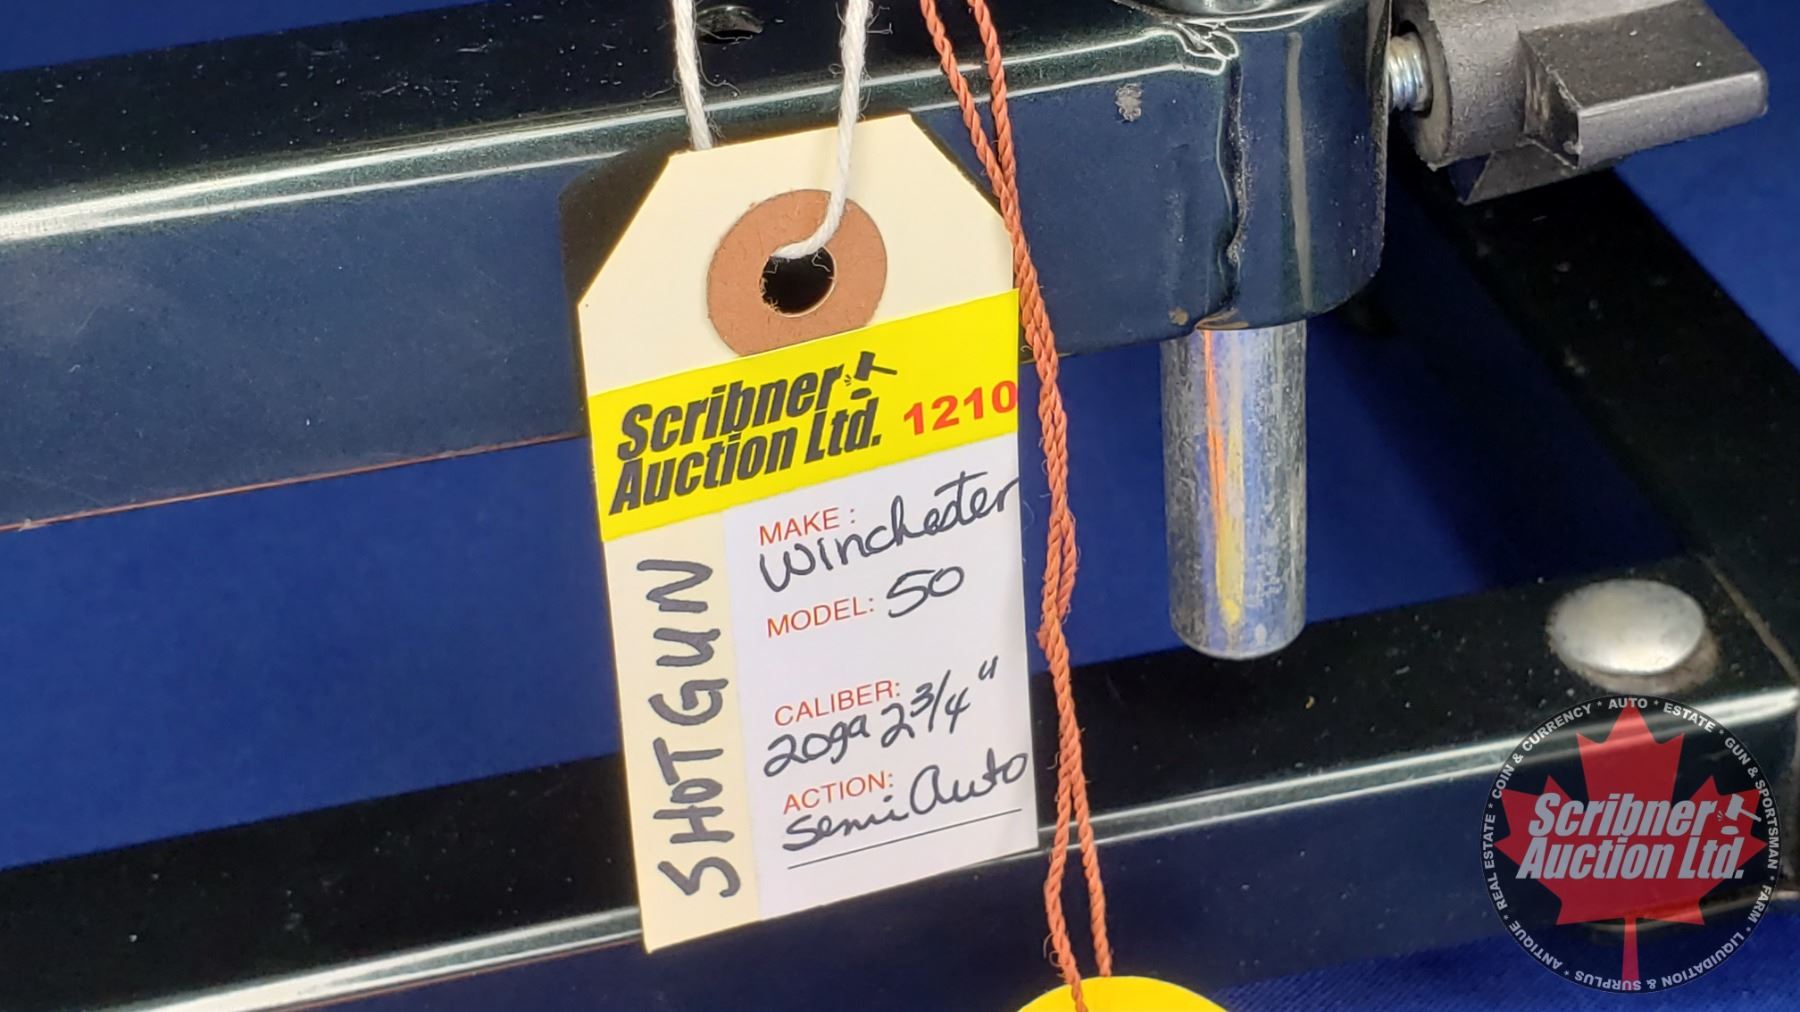 Scribner
Auction Ltd. 1210
MAKE:
Winchester
MODEL: 50
CALIBER:
20ga 2 3/4"
ACTION:
Semi Auto
SHOTGUN
Scribner
Auction Ltd.
REAL ESTATE * COIN & CURRENCY * AUTO * ESTATE * GUN & SPORTSMAN * FARM * LIQUIDATION & SURPLUS * ANTIQUE *